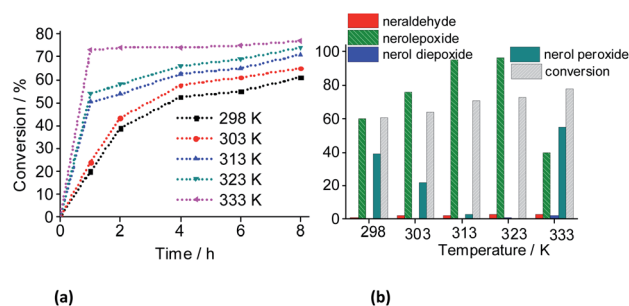 80
70
60
50
40
30
20
10
0
Conversion / %
298 K
303 K
313 K
323 K
333 K
0 2 4 6 8
Time / h
(a)
neraldehyde
nerolepoxide
nerol diepoxide
nerol peroxide
conversion
100
80
60
40
20
0
298 303 313 323 333
Temperature / K
(b)